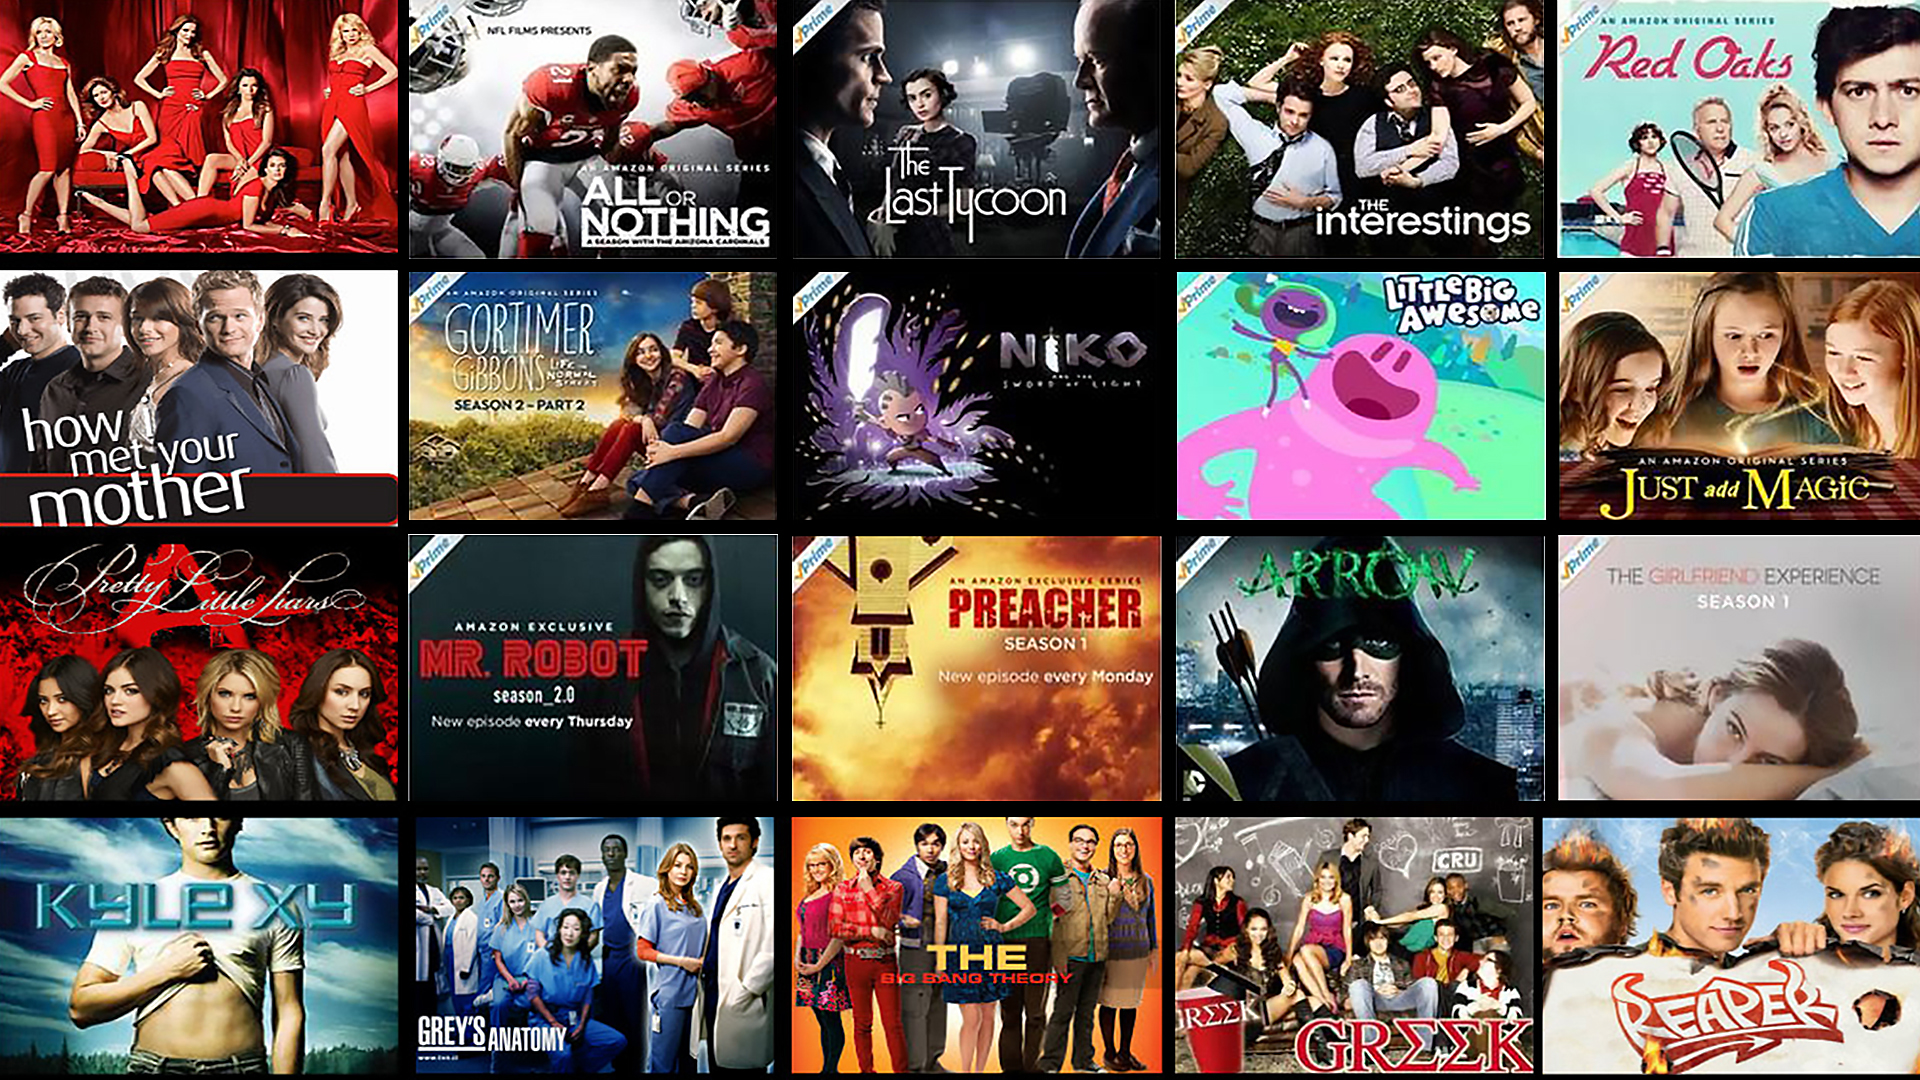 Prime
NFL FILMS PRESENTS
AN AMAZON ORIGINAL SERIES
ALL OR
NOTHING
A SEASON WITH THE ARIZONA CARDINALS
Prime
The
Last Tycoon
Prime
THE
interestings
Prime
AN AMAZON ORIGINAL SERIES
Red Oaks
how i
met your
mother
Prime
AN AMAZON ORIGINAL SERIES
GORTIMER
GIBBONS
LIFE ON
NORMAL
STREET
SEASON 2 - PART 2
Prime
NIKO
AND THE
SWORD OF LIGHT
Prime
LITTLE BIG
AWESOME
Prime
AN AMAZON ORIGINAL SERIES
JUST add MAGiC
Pretty Little Liars
Prime
AMAZON EXCLUSIVE
MR. ROBOT
season_2.0
New episode every Thursday
Prime
AN AMAZON EXCLUSIVE SERIES
PREACHER
SEASON 1
New episode every Monday
Prime
ARROW
DC
Prime
THE GIRLFRIEND EXPERIENCE
SEASON 1
KYLE XY
GREY'S ANATOMY
THE
BIG BANG THEORY
CRU
GRΣΣK
GRΣΣK
REAPER